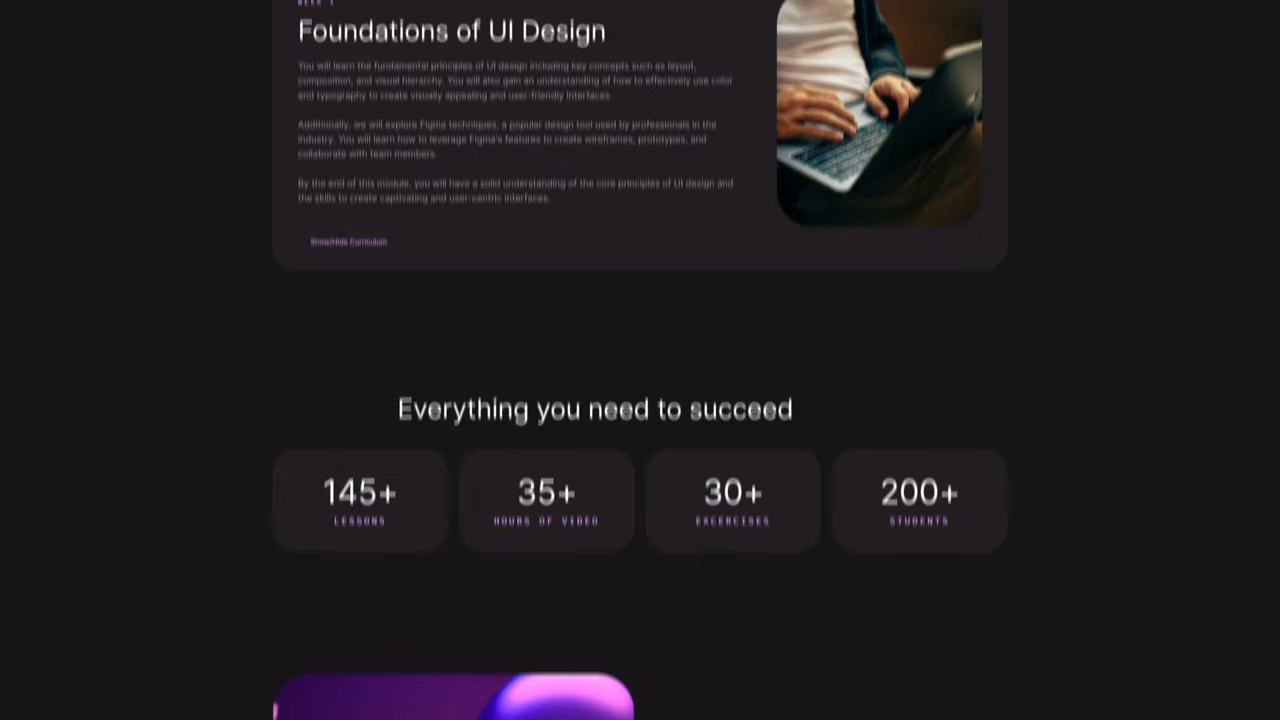 WEEK 1
Foundations of UI Design
You will learn the fundamental principles of UI design including key concepts such as layout,
composition, and visual hierarchy. You will also gain an understanding of how to effectively use color
and typography to create visually appealing and user-friendly interfaces.
Additionally, we will explore Figma techniques, a popular design tool used by professionals in the
industry. You will learn how to leverage Figma's features to create wireframes, prototypes, and
collaborate with team members.
By the end of this module, you will have a solid understanding of the core principles of UI design and
the skills to create captivating and user-centric interfaces.
Show/Hide Curriculum
Everything you need to succeed
145+
LESSONS
35+
HOURS OF VIDEO
30+
EXCERCISES
200+
STUDENTS